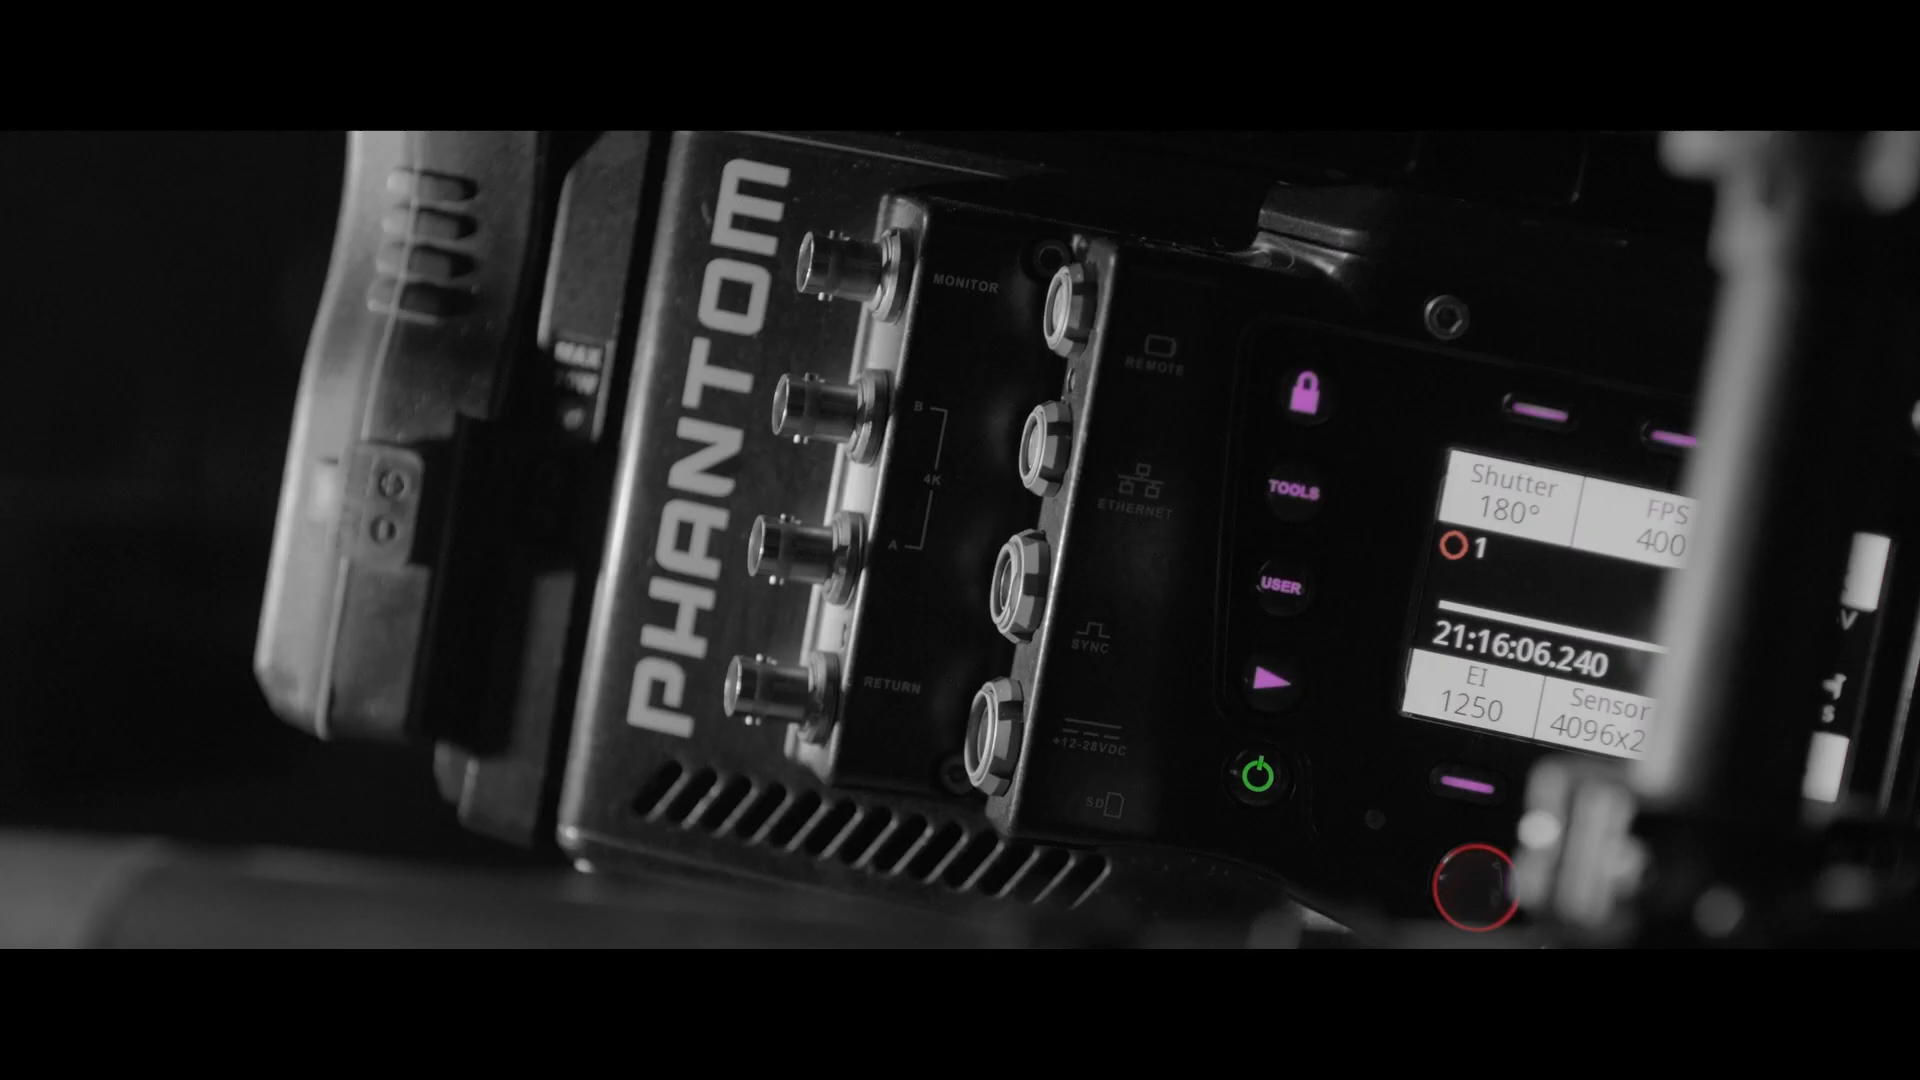 PHANTOM
MAX
MONITOR
B
4K
A
RETURN
REMOTE
ETHERNET
SYNC
+12-28VDC
SD
TOOLS
USER
Shutter
180°
FPS
400
1
21:16:06.240
EI
1250
Sensor
4096x2
V
S